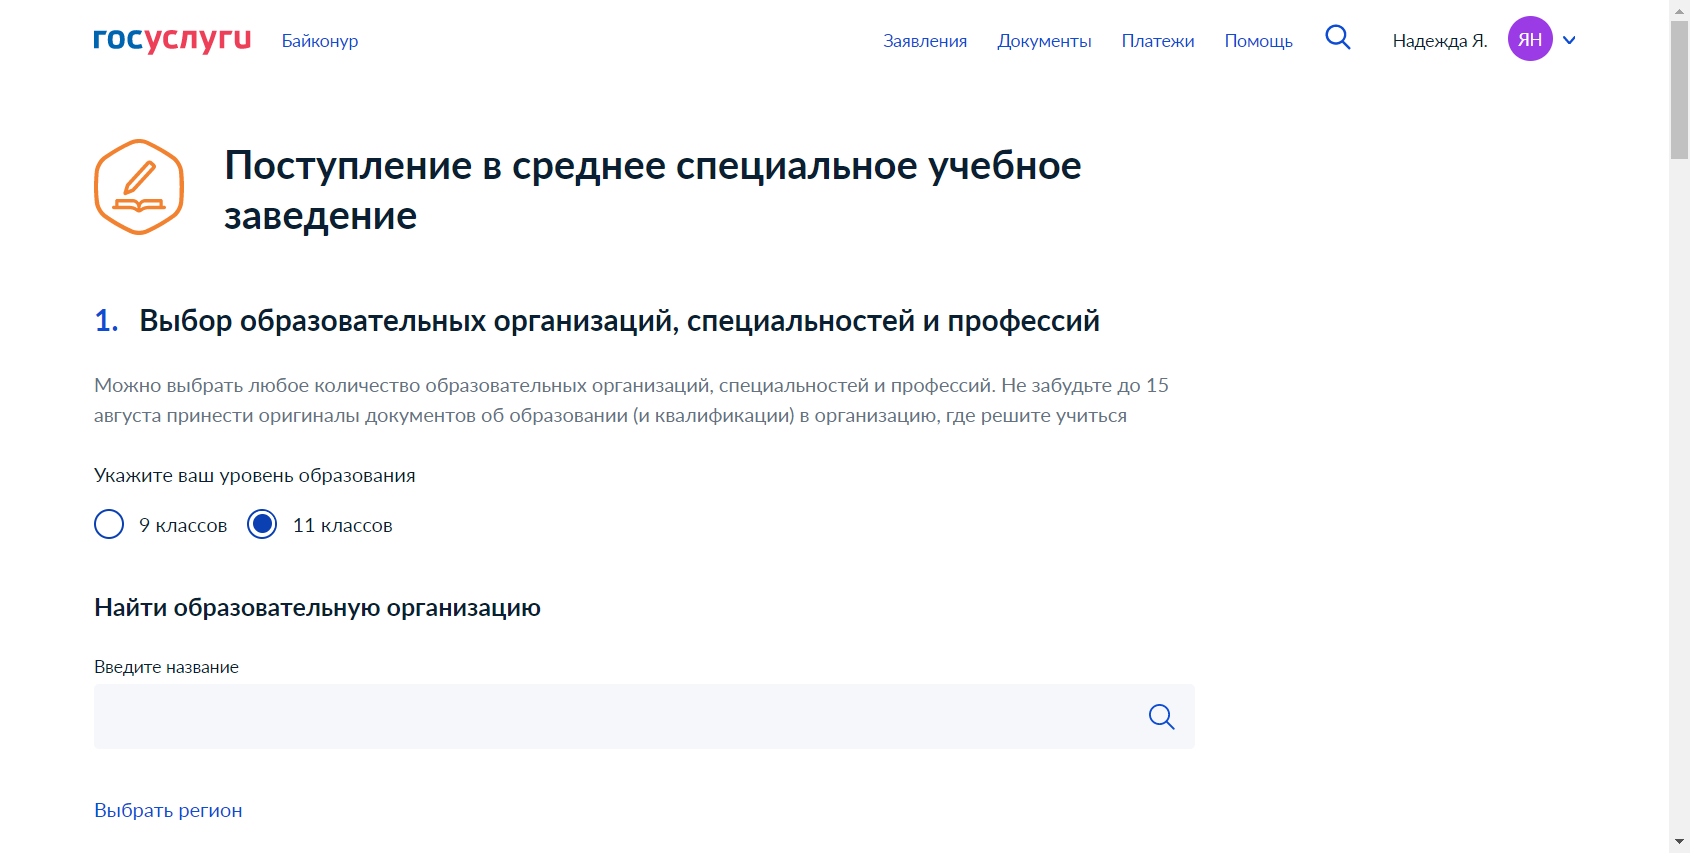 госуслуги Байконур Заявления Документы Платежи Помощь Надежда Я. ЯН
Поступление в среднее специальное учебное
заведение
1. Выбор образовательных организаций, специальностей и профессий
Можно выбрать любое количество образовательных организаций, специальностей и профессий. Не забудьте до 15
августа принести оригиналы документов об образовании (и квалификации) в организацию, где решите учиться
Укажите ваш уровень образования
9 классов 11 классов
Найти образовательную организацию
Введите название
Выбрать регион